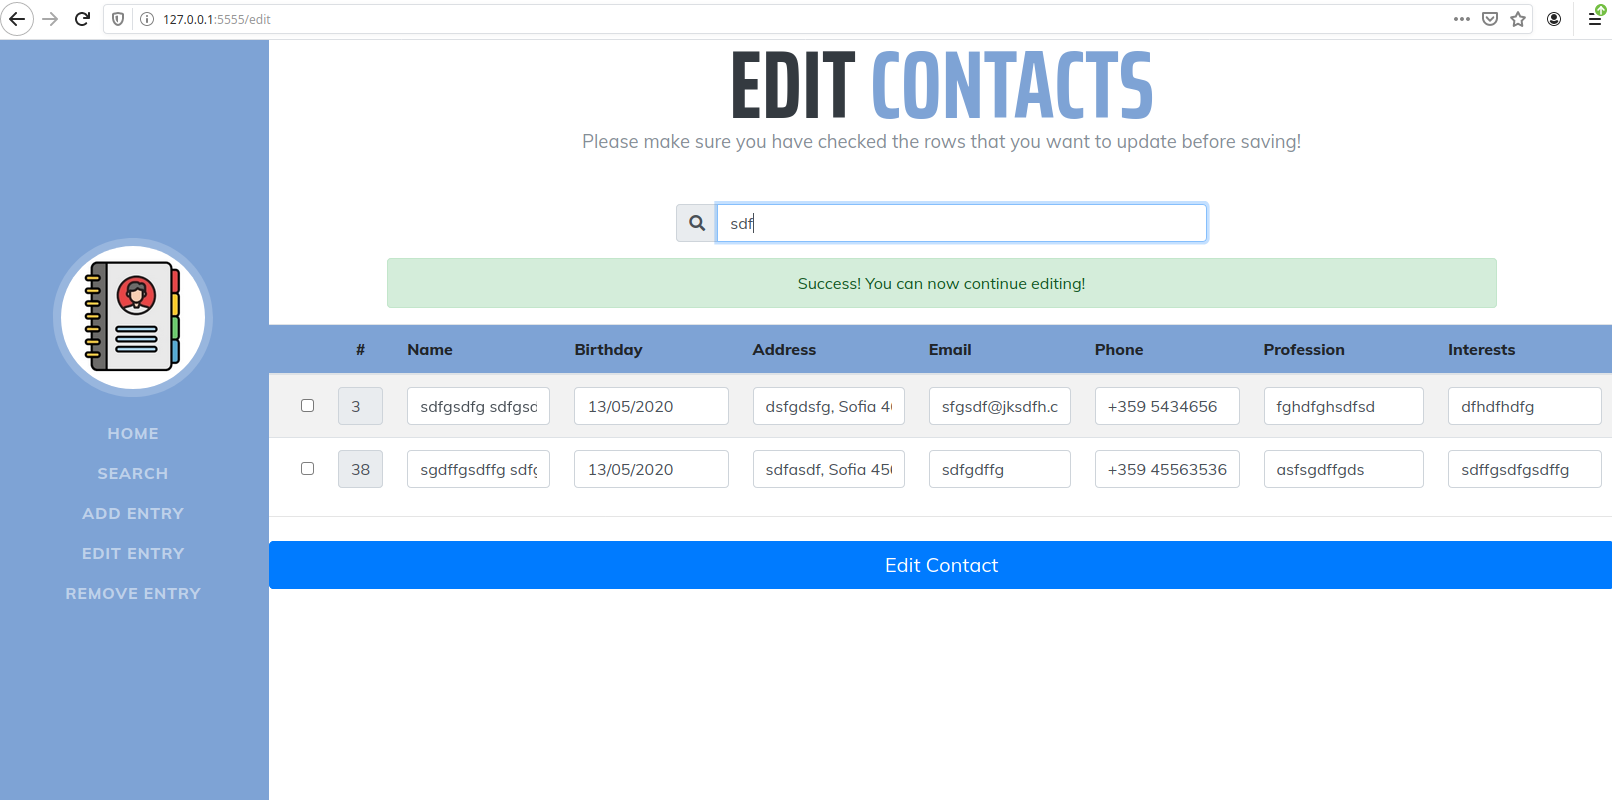 127.0.0.1:5555/edit
EDIT CONTACTS
Please make sure you have checked the rows that you want to update before saving!
sdf
Success! You can now continue editing!
# Name Birthday Address Email Phone Profession Interests
3 sdfgsdfg sdfgsd 13/05/2020 dsfgdsfg, Sofia 4 sfgsdf@jksdfh.c +359 5434656 fghdfghsdfsd dfhdfhdfg
38 sgdffgsdffg sdfg 13/05/2020 sdfasdf, Sofia 456 sdfgdffg +359 45563536 asfsgdffgds sdffgsdfgsdffg
Edit Contact
HOME
SEARCH
ADD ENTRY
EDIT ENTRY
REMOVE ENTRY